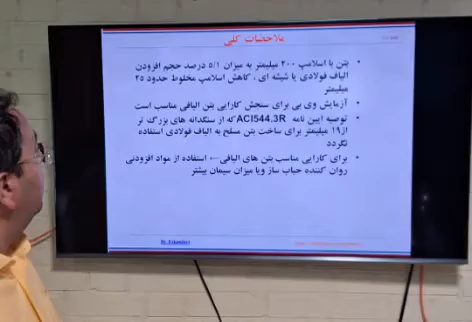 ملاحضات کلی
بتن با اسلامپ ۲۰۰ میلیمتر به میزان ۵/۱ درصد حجم افزودن
الیاف فولادی یا شیشه ای ، کاهش اسلامپ مخلوط حدود ۲۵
میلیمتر
آزمایش وی بی برای سنجش کارایی بتن الیافی مناسب است
توصیه ایین نامه ACI544.3R که از سنگدانه های بزرگ تر
از ۱۹ میلیمتر برای ساخت بتن مسلح به الیاف فولادی استفاده
نگردد
برای کارایی مناسب بتن های الیافی ← استفاده از مواد افزودنی
روان کننده حباب ساز ویا میزان سیمان بیشتر